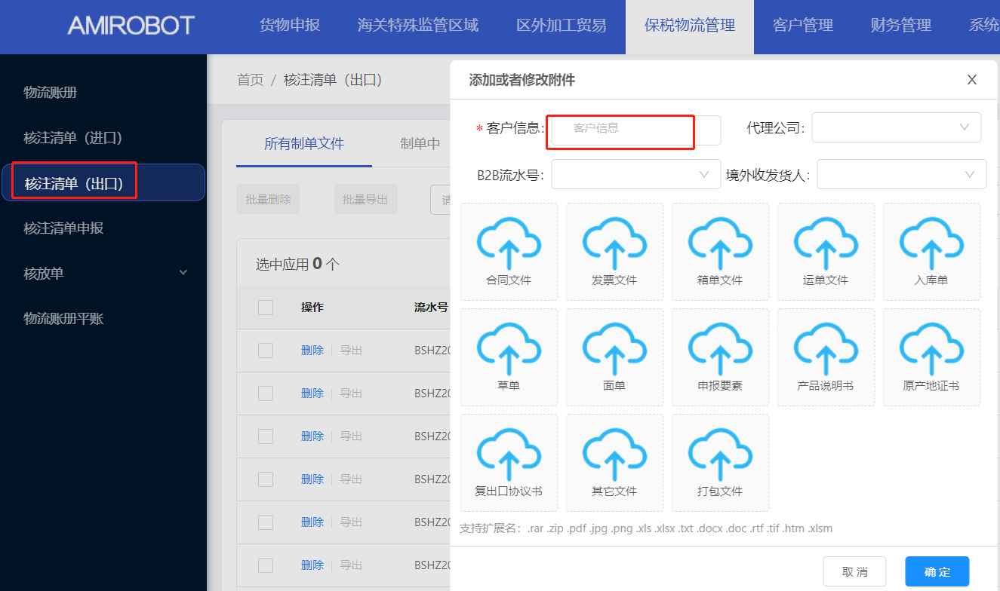 AMIROBOT
货物申报 海关特殊监管区域 区外加工贸易 保税物流管理 客户管理 财务管理 系统
物流账册
核注清单（进口）
核注清单（出口）
核注清单申报
核放单
物流账册平账
首页 / 核注清单（出口）
所有制单文件 制单中
批量删除 批量导出 请
选中应用 0 个
操作 流水号
删除 导出 BSHZ20
删除 导出 BSHZ20
删除 导出 BSHZ20
删除 导出 BSHZ20
删除 导出 BSHZ20
删除 导出 BSHZ20
添加或者修改附件
* 客户信息: 客户信息 代理公司:
B2B流水号: 境外收发货人:
合同文件 发票文件 箱单文件 运单文件 入库单
草单 面单 申报要素 产品说明书 原产地证书
复出口协议书 其它文件 打包文件
支持扩展名：.rar .zip .pdf .jpg .png .xls .xlsx .txt .docx .doc .rtf .tif .htm .xlsm
取 消 确 定